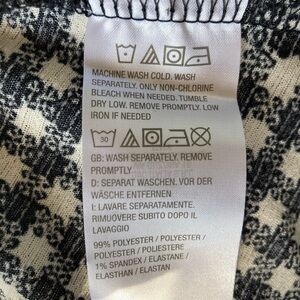 MACHINE WASH COLD. WASH
SEPARATELY. ONLY NON-CHLORINE
BLEACH WHEN NEEDED. TUMBLE
DRY LOW. REMOVE PROMPTLY. LOW
IRON IF NEEDED
30
GB: WASH SEPARATELY. REMOVE
PROMPTLY
D: SEPARAT WASCHEN. VOR DER
WÄSCHE ENTFERNEN
I: LAVARE SEPARATAMENTE.
RIMUOVERE SUBITO DOPO IL
LAVAGGIO
99% POLYESTER / POLYESTER /
POLYESTER / POLIESTERE
1% SPANDEX / ELASTANE /
ELASTHAN / ELASTAN